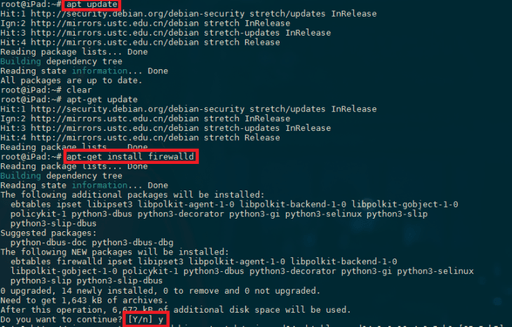 root@iPad:~# apt update
Hit:1 http://security.debian.org/debian-security stretch/updates InRelease
Ign:2 http://mirrors.ustc.edu.cn/debian stretch InRelease
Hit:3 http://mirrors.ustc.edu.cn/debian stretch-updates InRelease
Hit:4 http://mirrors.ustc.edu.cn/debian stretch Release
Reading package lists... Done
Building dependency tree
Reading state information... Done
All packages are up to date.
root@iPad:~# clear
root@iPad:~# apt-get update
Hit:1 http://security.debian.org/debian-security stretch/updates InRelease
Ign:2 http://mirrors.ustc.edu.cn/debian stretch InRelease
Hit:3 http://mirrors.ustc.edu.cn/debian stretch-updates InRelease
Hit:4 http://mirrors.ustc.edu.cn/debian stretch Release
Reading package lists... Done
root@iPad:~# apt-get install firewalld
Reading package lists... Done
Building dependency tree
Reading state information... Done
The following additional packages will be installed:
ebtables ipset libipset3 libpolkit-agent-1-0 libpolkit-backend-1-0 libpolkit-gobject-1-0
policykit-1 python3-dbus python3-decorator python3-gi python3-selinux python3-slip
python3-slip-dbus
Suggested packages:
python-dbus-doc python3-dbus-dbg
The following NEW packages will be installed:
ebtables firewalld ipset libipset3 libpolkit-agent-1-0 libpolkit-backend-1-0
libpolkit-gobject-1-0 policykit-1 python3-dbus python3-decorator python3-gi python3-selinux
python3-slip python3-slip-dbus
0 upgraded, 14 newly installed, 0 to remove and 0 not upgraded.
Need to get 1,643 kB of archives.
After this operation, 6,672 kB of additional disk space will be used.
Do you want to continue? [Y/n] y